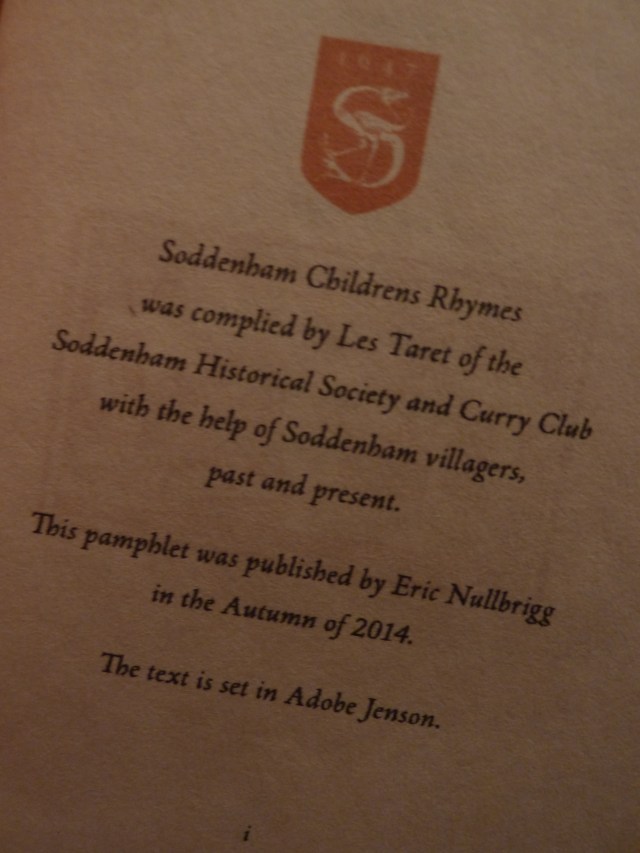 1947
Soddenham Childrens Rhymes
was complied by Les Taret of the
Soddenham Historical Society and Curry Club
with the help of Soddenham villagers,
past and present.
This pamphlet was published by Eric Nullbrigg
in the Autumn of 2014.
The text is set in Adobe Jenson.
i